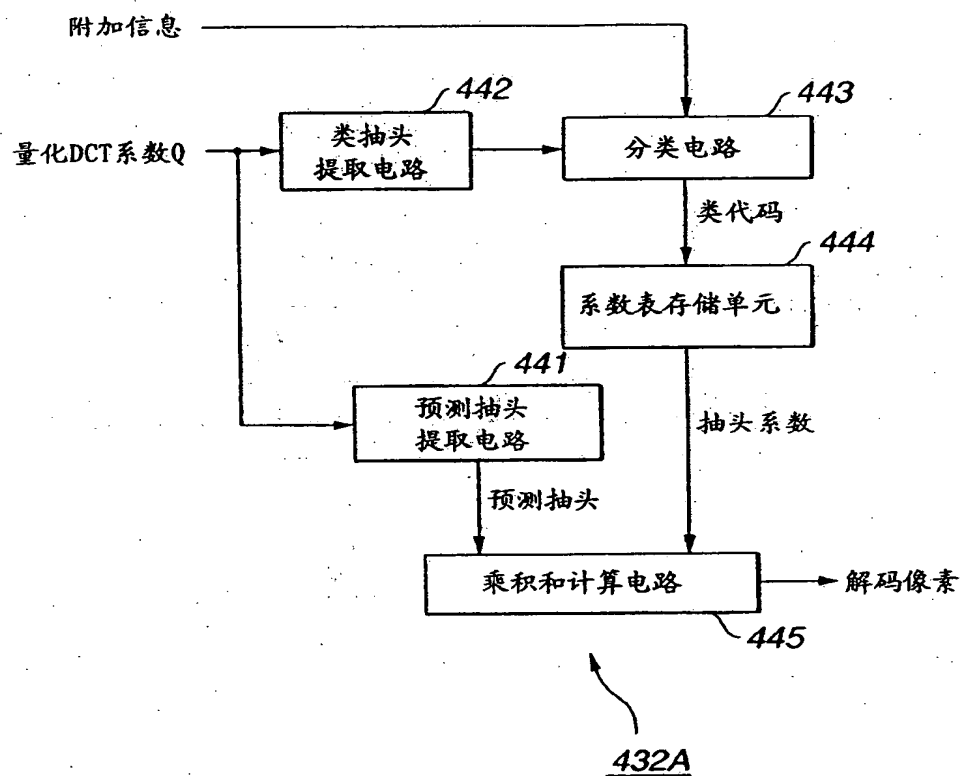 附加信息
442
443
量化DCT系数Q
类抽头
提取电路
分类电路
类代码
444
系数表存储单元
441
预测抽头
提取电路
抽头系数
预测抽头
乘积和计算电路
解码像素
445
432A